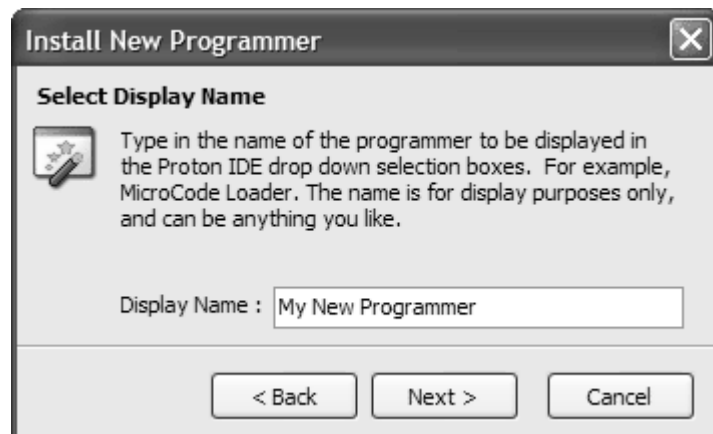 Install New Programmer
Select Display Name
Type in the name of the programmer to be displayed in
the Proton IDE drop down selection boxes.  For example,
MicroCode Loader. The name is for display purposes only,
and can be anything you like.
Display Name : My New Programmer
< Back Next > Cancel